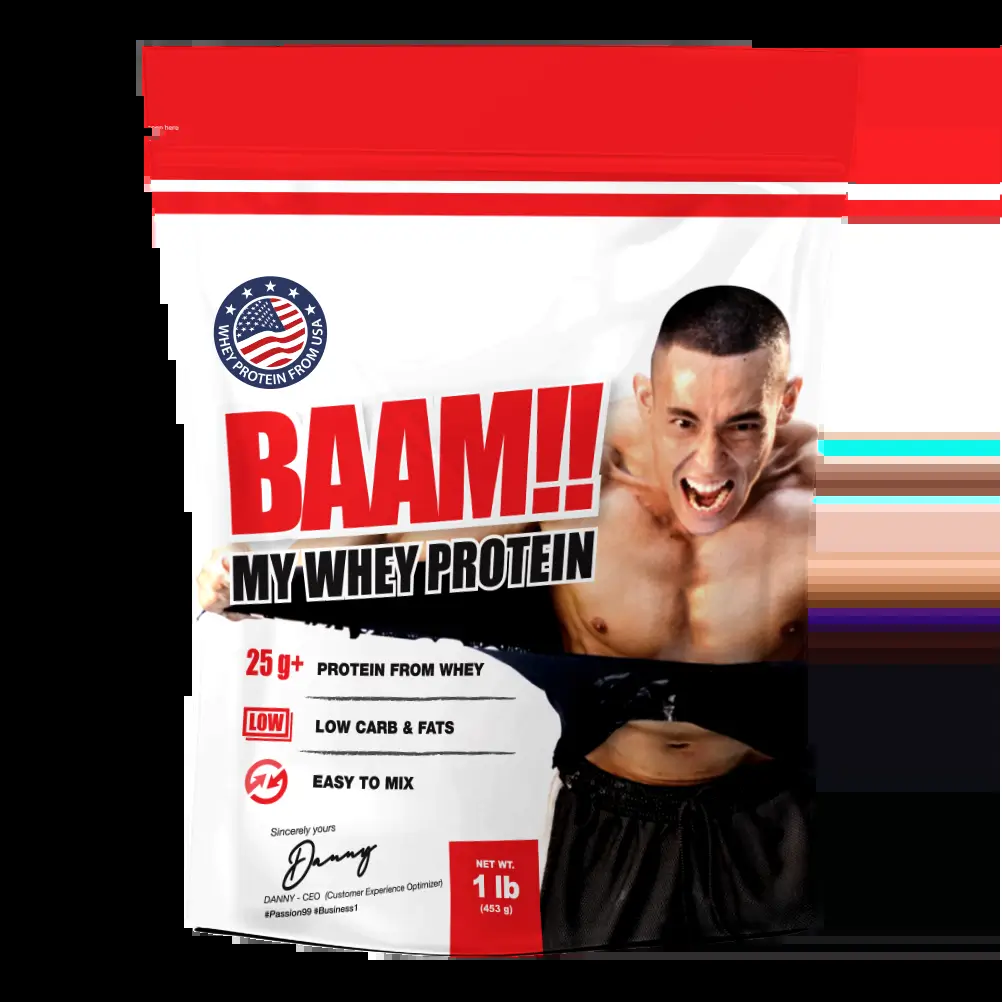 WHEY PROTEIN FROM USA
BAAM!!
MY WHEY PROTEIN
25 g+ PROTEIN FROM WHEY
LOW LOW CARB & FATS
EASY TO MIX
Sincerely yours
Danny
DANNY - CEO (Customer Experience Optimizer)
#Passion99 #Business1
NET WT.
1 lb
(453 g)